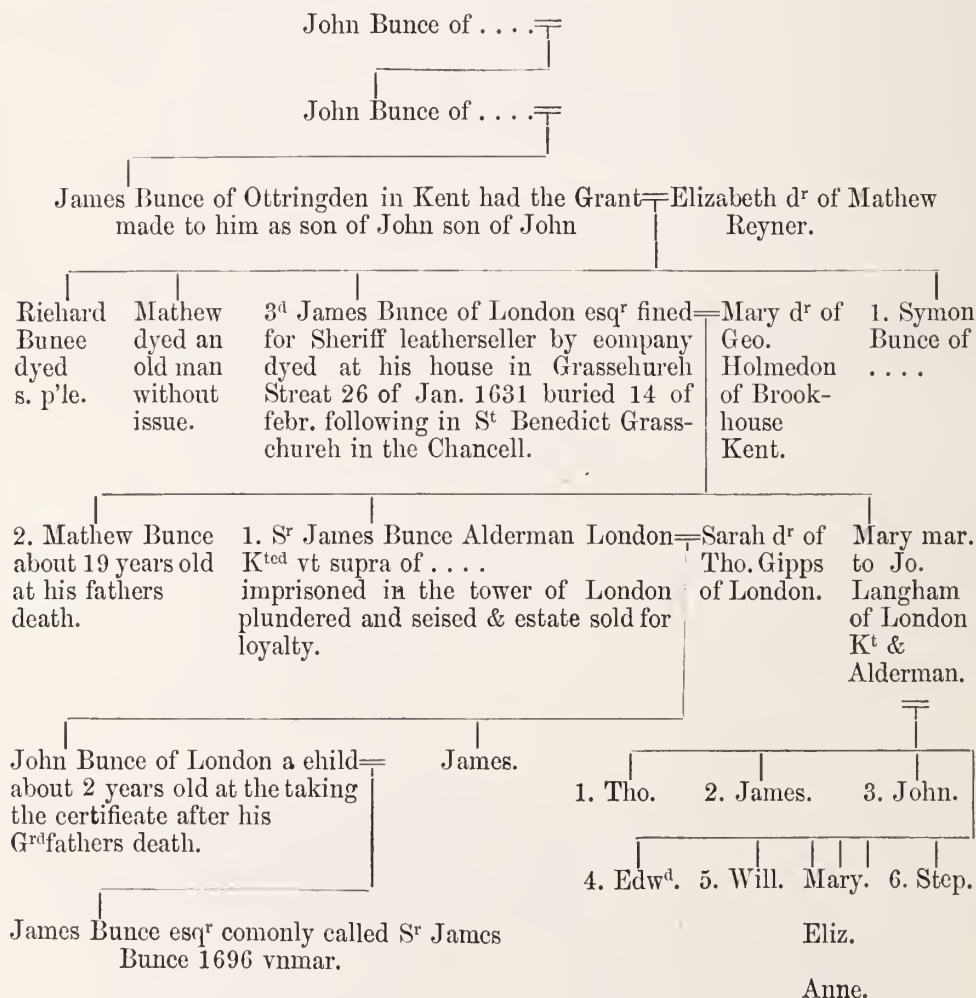 John Bunce of . . . .
John Bunce of . . . .
James Bunce of Ottringden in Kent had the Grant
made to him as son of John son of John
Elizabeth dʳ of Mathew
Reyner.
Richard
Bunce
dyed
s. p'le.
Mathew
dyed an
old man
without
issue.
3ᵈ James Bunce of London esqʳ fined
for Sheriff leatherseller by company
dyed at his house in Grasschurch
Streat 26 of Jan. 1631 buried 14 of
febr. following in Sᵗ Benedict Grass-
church in the Chancell.
Mary dʳ of
Geo.
Holmedon
of Brook-
house
Kent.
1. Symon
Bunce of
. . . .
2. Mathew Bunce
about 19 years old
at his fathers
death.
1. Sʳ James Bunce Alderman London
Kᵗᵉᵈ vt supra of . . . .
imprisoned in the tower of London
plundered and seised & estate sold for
loyalty.
Sarah dʳ of
Tho. Gipps
of London.
Mary mar.
to Jo.
Langham
of London
Kᵗ &
Alderman.
John Bunce of London a child
about 2 years old at the taking
the certificate after his
Gʳᵈfathers death.
James.
1. Tho.
2. James.
3. John.
4. Edwᵈ.
5. Will.
Mary.
6. Step.
James Bunce esqʳ comonly called Sʳ James
Bunce 1696 vnmar.
Eliz.
Anne.